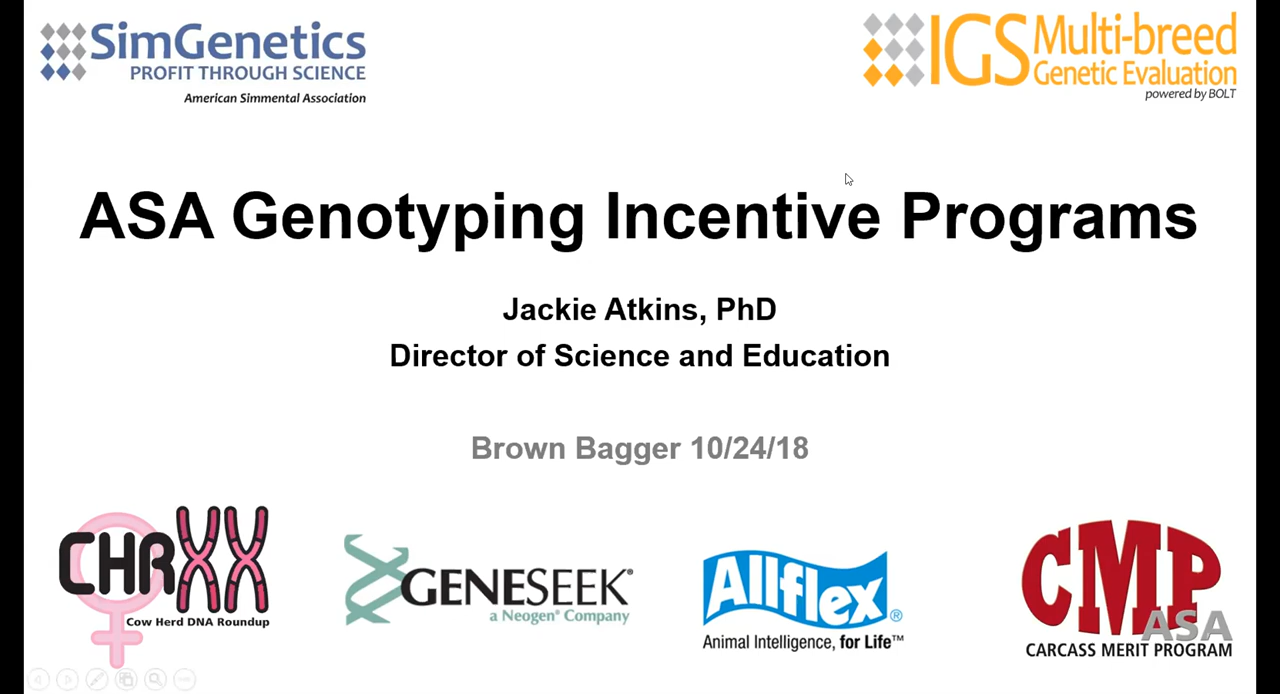 SimGenetics
PROFIT THROUGH SCIENCE
American Simmental Association
IGS Multi-breed
Genetic Evaluation
powered by BOLT
ASA Genotyping Incentive Programs
Jackie Atkins, PhD
Director of Science and Education
Brown Bagger 10/24/18
CHRXX
Cow Herd DNA Roundup
GENESEEK®
a Neogen® Company
Allflex®
Animal Intelligence, for Life™
CMP
ASA
CARCASS MERIT PROGRAM